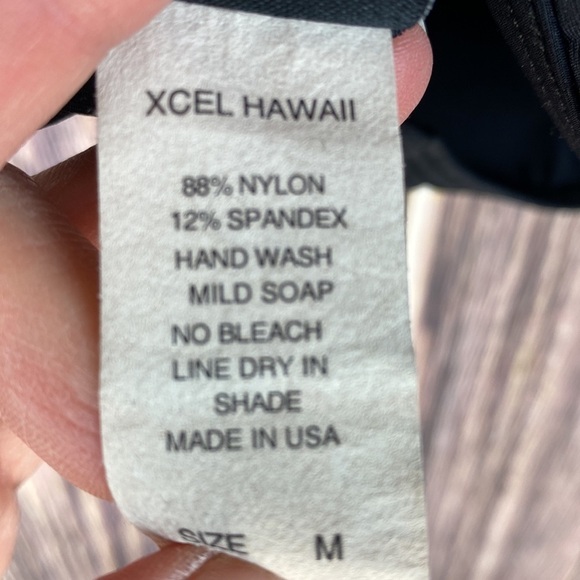 XCEL HAWAII
88% NYLON
12% SPANDEX
HAND WASH
MILD SOAP
NO BLEACH
LINE DRY IN
SHADE
MADE IN USA
SIZE M